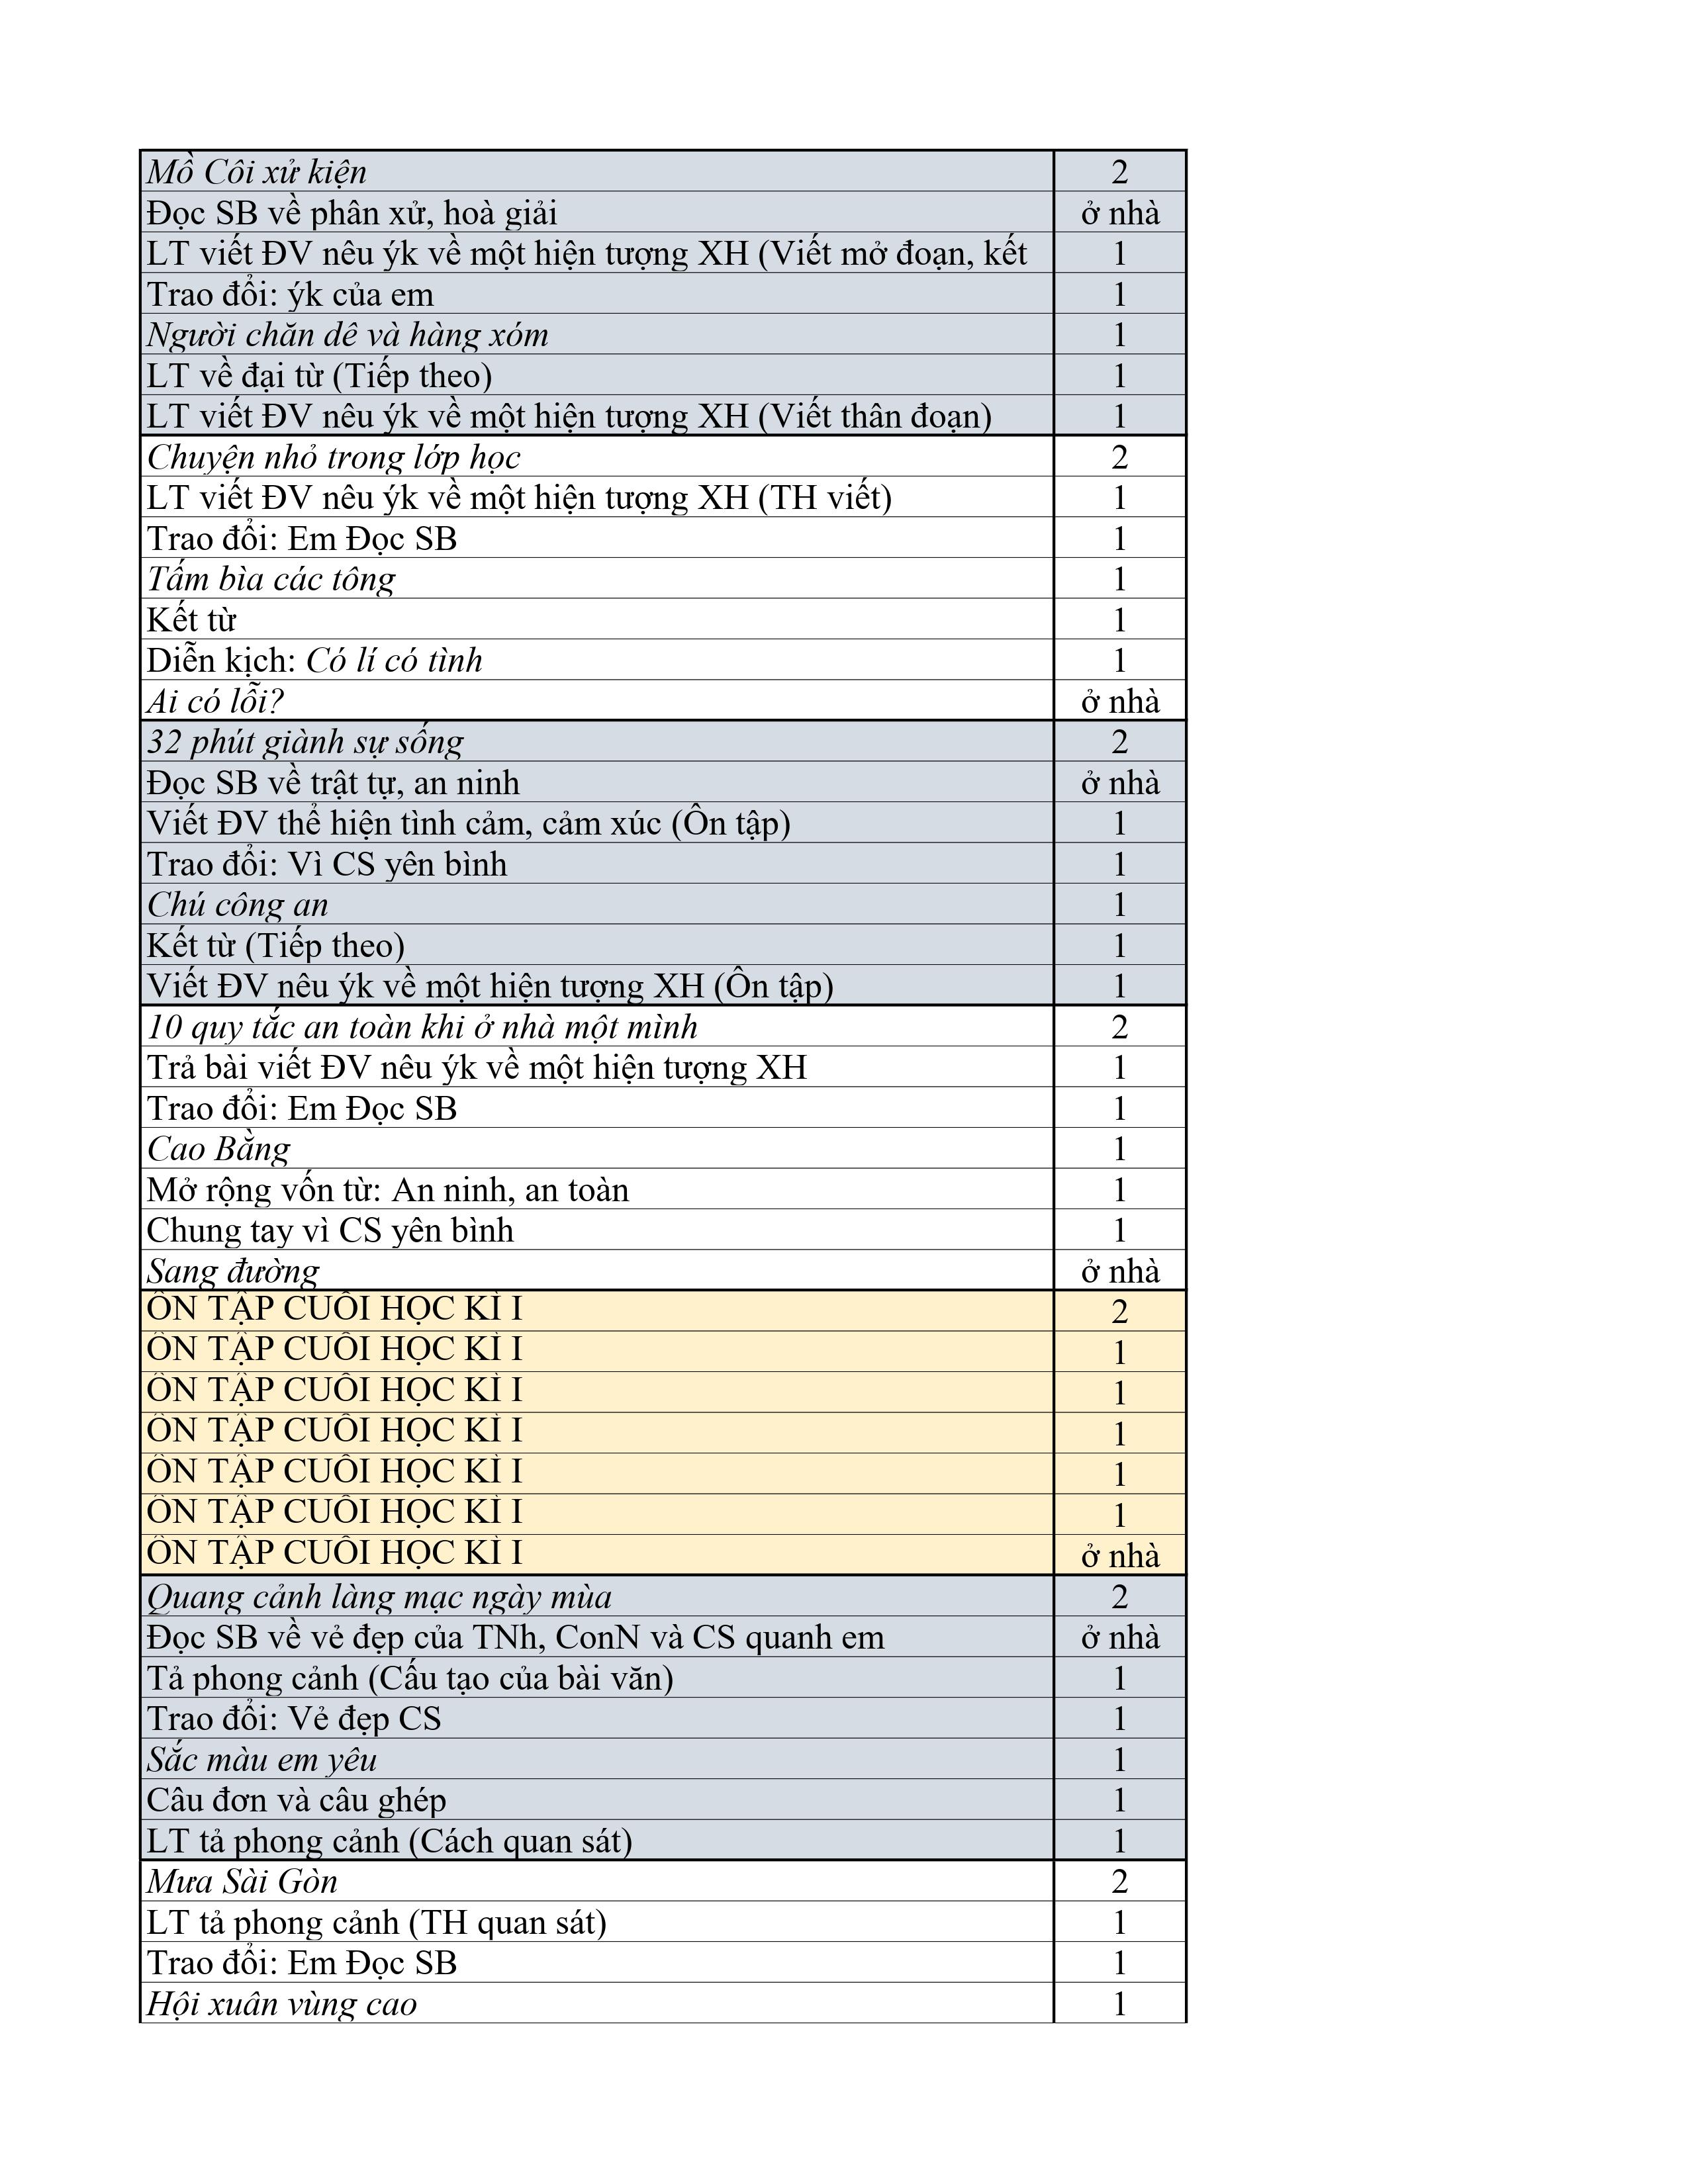 Mồ Côi xử kiện 2
Đọc SB về phân xử, hoà giải ở nhà
LT viết ĐV nêu ýk về một hiện tượng XH (Viết mở đoạn, kết 1
Trao đổi: ýk của em 1
Người chăn dê và hàng xóm 1
LT về đại từ (Tiếp theo) 1
LT viết ĐV nêu ýk về một hiện tượng XH (Viết thân đoạn) 1
Chuyện nhỏ trong lớp học 2
LT viết ĐV nêu ýk về một hiện tượng XH (TH viết) 1
Trao đổi: Em Đọc SB 1
Tấm bìa các tông 1
Kết từ 1
Diễn kịch: Có lí có tình 1
Ai có lỗi? ở nhà
32 phút giành sự sống 2
Đọc SB về trật tự, an ninh ở nhà
Viết ĐV thể hiện tình cảm, cảm xúc (Ôn tập) 1
Trao đổi: Vì CS yên bình 1
Chú công an 1
Kết từ (Tiếp theo) 1
Viết ĐV nêu ýk về một hiện tượng XH (Ôn tập) 1
10 quy tắc an toàn khi ở nhà một mình 2
Trả bài viết ĐV nêu ýk về một hiện tượng XH 1
Trao đổi: Em Đọc SB 1
Cao Bằng 1
Mở rộng vốn từ: An ninh, an toàn 1
Chung tay vì CS yên bình 1
Sang đường ở nhà
ÔN TẬP CUỐI HỌC KÌ I 2
ÔN TẬP CUỐI HỌC KÌ I 1
ÔN TẬP CUỐI HỌC KÌ I 1
ÔN TẬP CUỐI HỌC KÌ I 1
ÔN TẬP CUỐI HỌC KÌ I 1
ÔN TẬP CUỐI HỌC KÌ I 1
ÔN TẬP CUỐI HỌC KÌ I ở nhà
Quang cảnh làng mạc ngày mùa 2
Đọc SB về vẻ đẹp của TNh, ConN và CS quanh em ở nhà
Tả phong cảnh (Cấu tạo của bài văn) 1
Trao đổi: Vẻ đẹp CS 1
Sắc màu em yêu 1
Câu đơn và câu ghép 1
LT tả phong cảnh (Cách quan sát) 1
Mưa Sài Gòn 2
LT tả phong cảnh (TH quan sát) 1
Trao đổi: Em Đọc SB 1
Hội xuân vùng cao 1